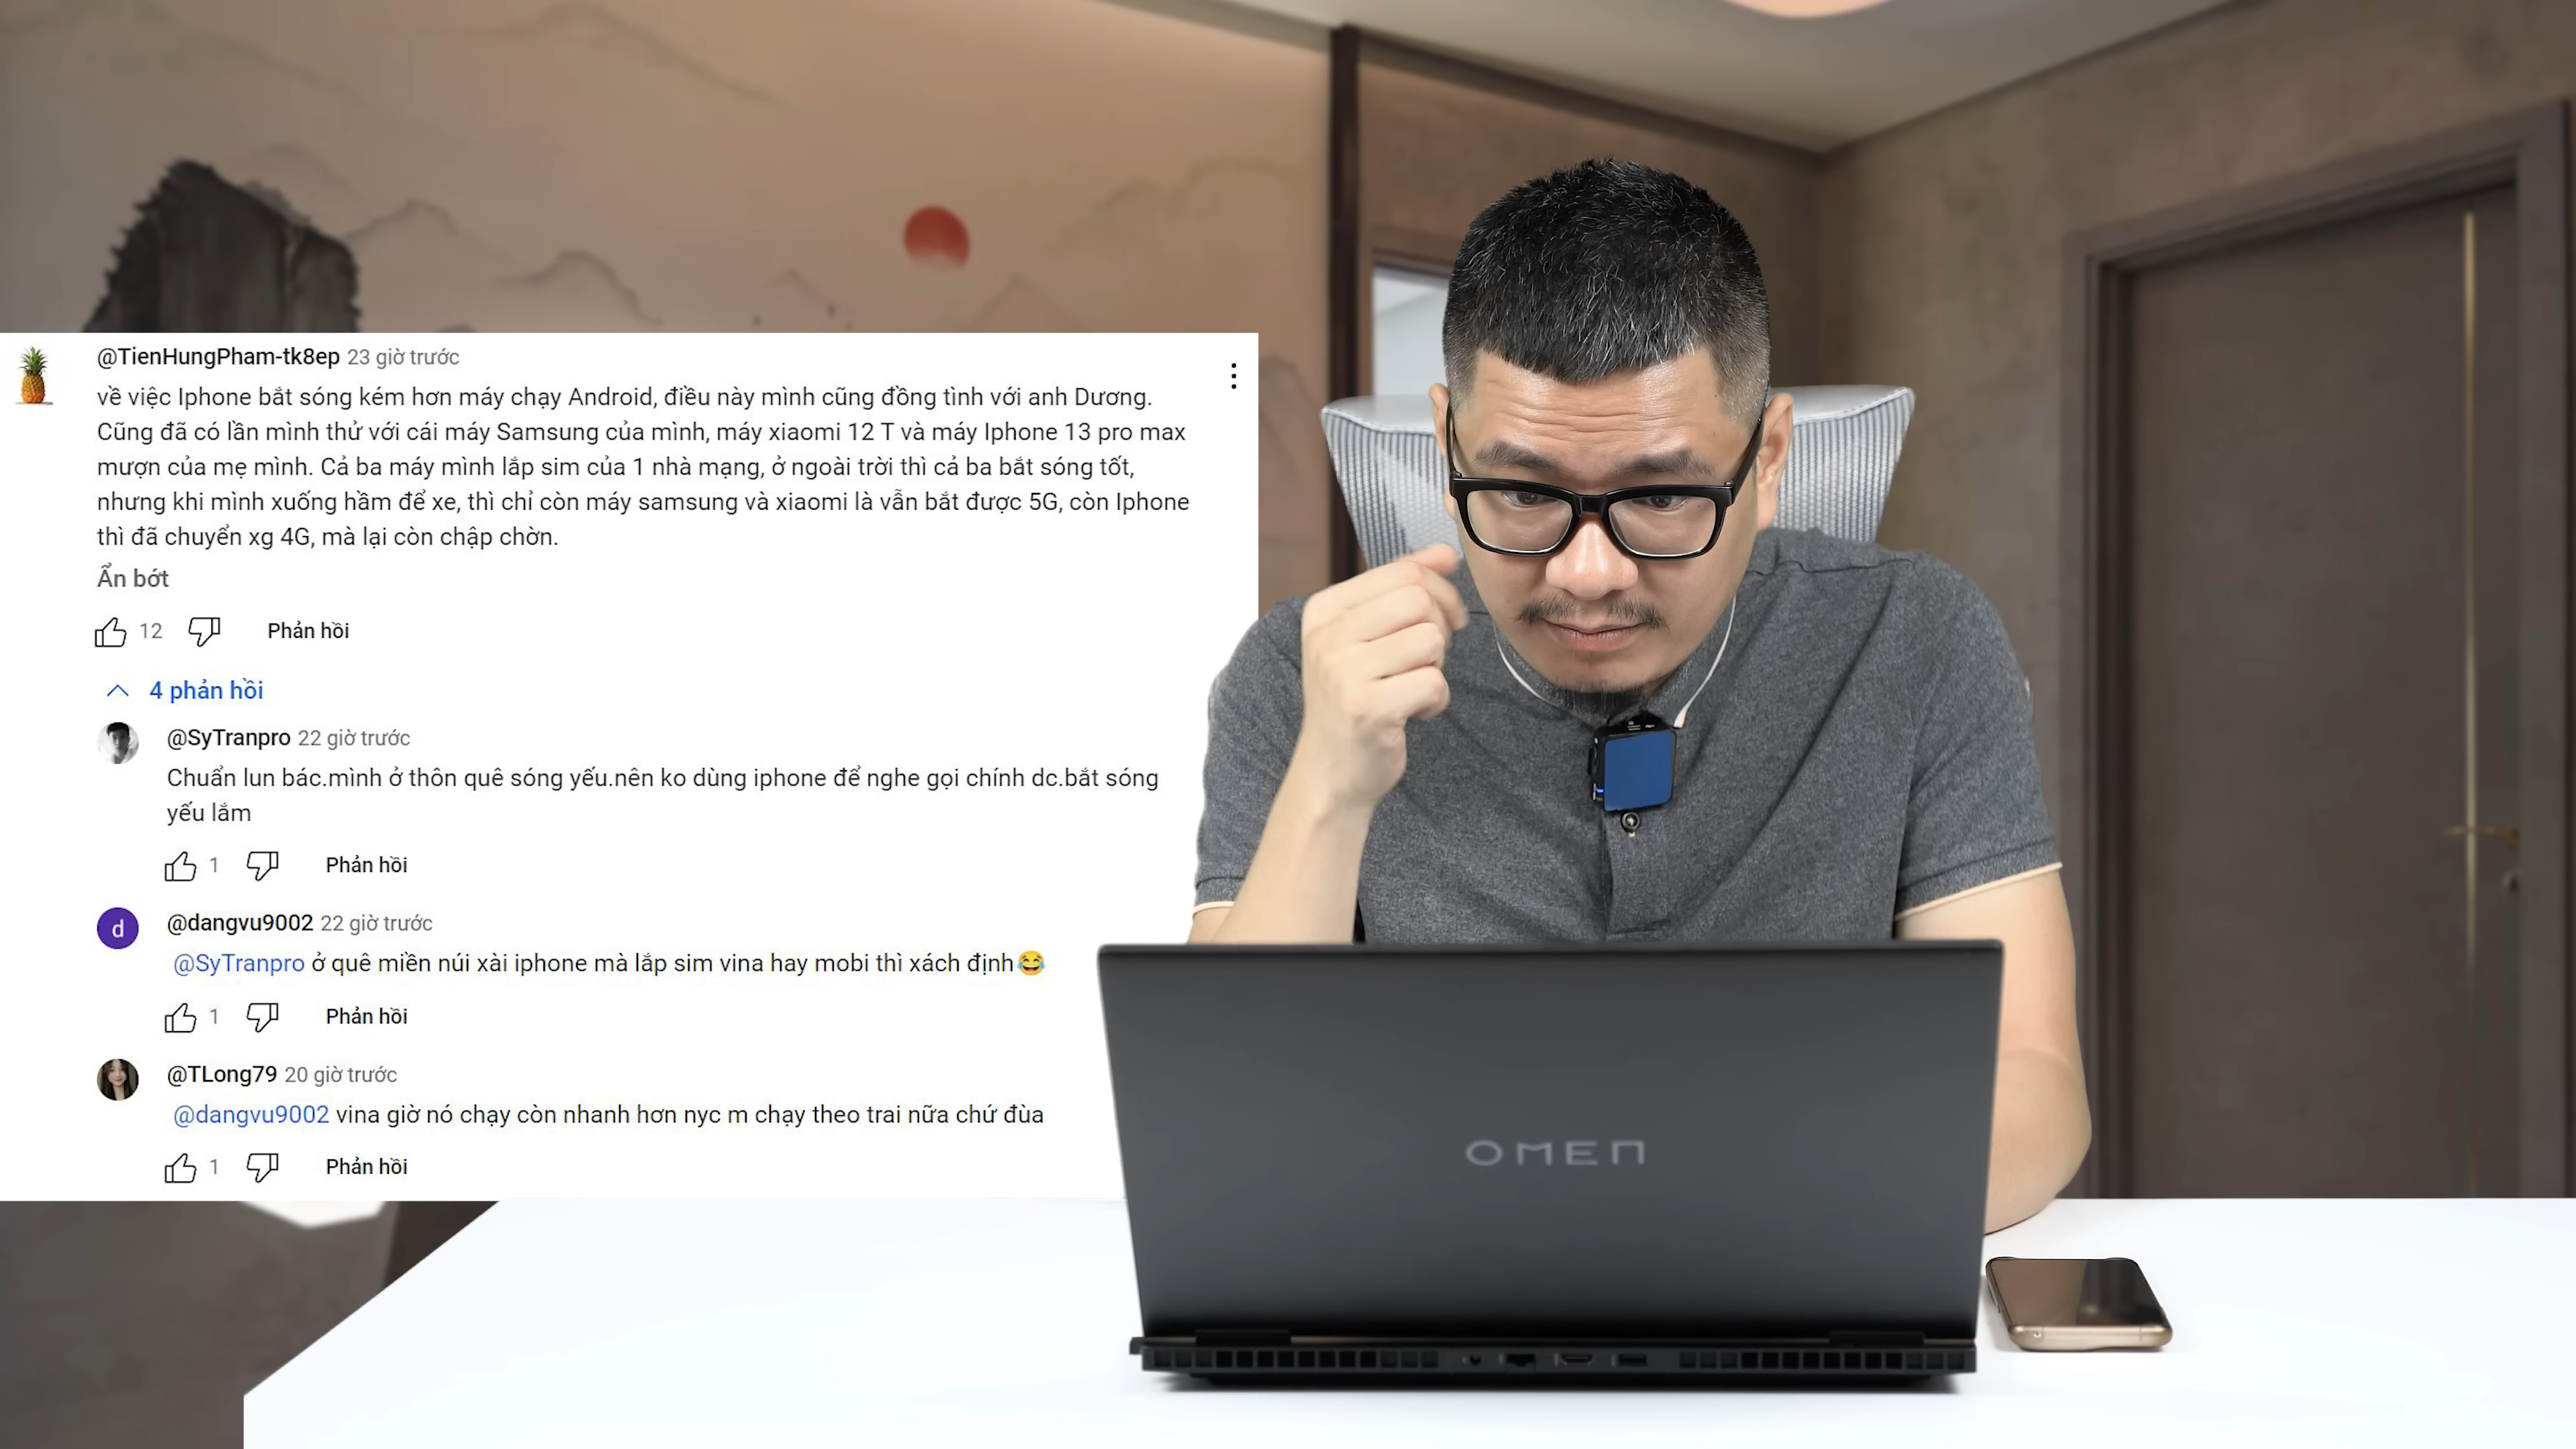 @TienHungPham-tk8ep 23 giờ trước
về việc Iphone bắt sóng kém hơn máy chạy Android, điều này mình cũng đồng tình với anh Dương.
Cũng đã có lần mình thử với cái máy Samsung của mình, máy xiaomi 12 T và máy Iphone 13 pro max
mượn của mẹ mình. Cả ba máy mình lắp sim của 1 nhà mạng, ở ngoài trời thì cả ba bắt sóng tốt,
nhưng khi mình xuống hầm để xe, thì chỉ còn máy samsung và xiaomi là vẫn bắt được 5G, còn Iphone
thì đã chuyển xg 4G, mà lại còn chập chờn.
Ẩn bớt
12 Phản hồi
4 phản hồi
@SyTranpro 22 giờ trước
Chuẩn lun bác.mình ở thôn quê sóng yếu.nên ko dùng iphone để nghe gọi chính dc.bắt sóng
yếu lắm
1 Phản hồi
d
@dangvu9002 22 giờ trước
@SyTranpro ở quê miền núi xài iphone mà lắp sim vina hay mobi thì xách định😂
1 Phản hồi
@TLong79 20 giờ trước
@dangvu9002 vina giờ nó chạy còn nhanh hơn nyc m chạy theo trai nữa chứ đùa
1 Phản hồi
OMEN